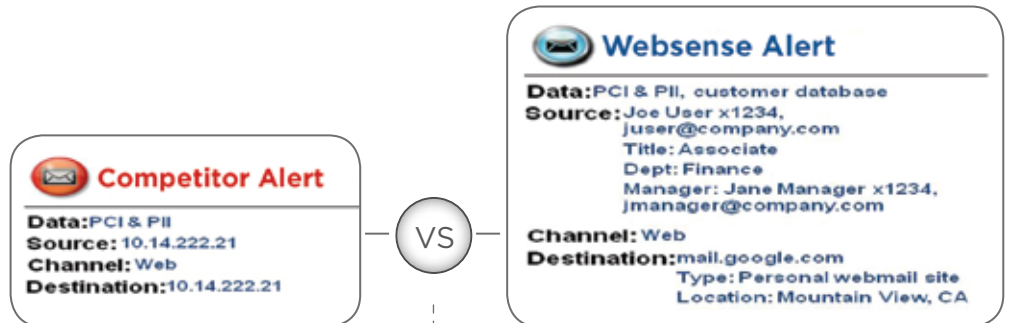 Competitor Alert
Data:PCI & PII
Source: 10.14.222.21
Channel: Web
Destination:10.14.222.21
VS
Websense Alert
Data:PCI & PII, customer database
Source:Joe User x1234,
juser@company.com
Title: Associate
Dept: Finance
Manager: Jane Manager x1234,
jmanager@company.com
Channel: Web
Destination:mail.google.com
Type: Personal webmail site
Location: Mountain View, CA